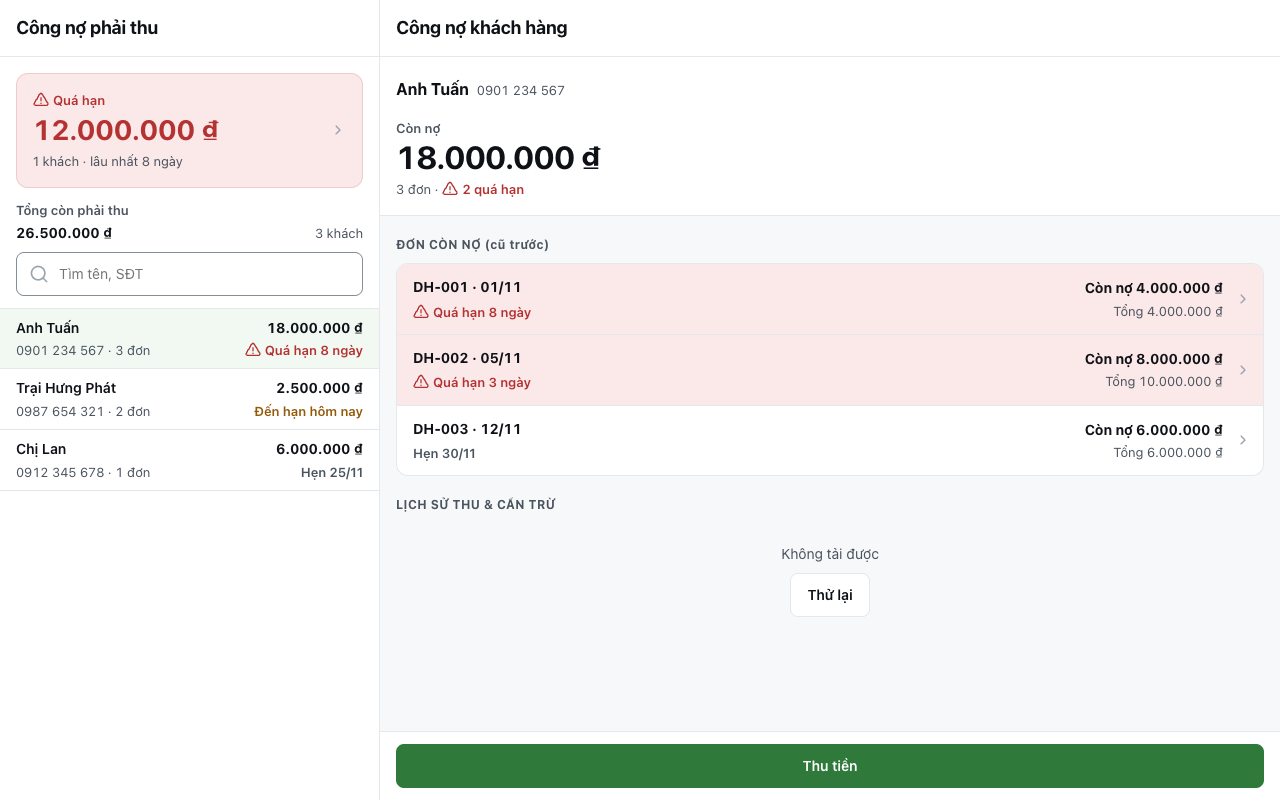 Công nợ phải thu
Quá hạn
12.000.000 ₫
1 khách · lâu nhất 8 ngày
Tổng còn phải thu
26.500.000 ₫
3 khách
Tìm tên, SĐT
Anh Tuấn
18.000.000 ₫
0901 234 567 · 3 đơn
Quá hạn 8 ngày
Trại Hưng Phát
2.500.000 ₫
0987 654 321 · 2 đơn
Đến hạn hôm nay
Chị Lan
6.000.000 ₫
0912 345 678 · 1 đơn
Hẹn 25/11
Công nợ khách hàng
Anh Tuấn 0901 234 567
Còn nợ
18.000.000 ₫
3 đơn · 2 quá hạn
ĐƠN CÒN NỢ (cũ trước)
DH-001 · 01/11
Còn nợ 4.000.000 ₫
Quá hạn 8 ngày
Tổng 4.000.000 ₫
DH-002 · 05/11
Còn nợ 8.000.000 ₫
Quá hạn 3 ngày
Tổng 10.000.000 ₫
DH-003 · 12/11
Còn nợ 6.000.000 ₫
Hẹn 30/11
Tổng 6.000.000 ₫
LỊCH SỬ THU & CẤN TRỪ
Không tải được
Thử lại
Thu tiền